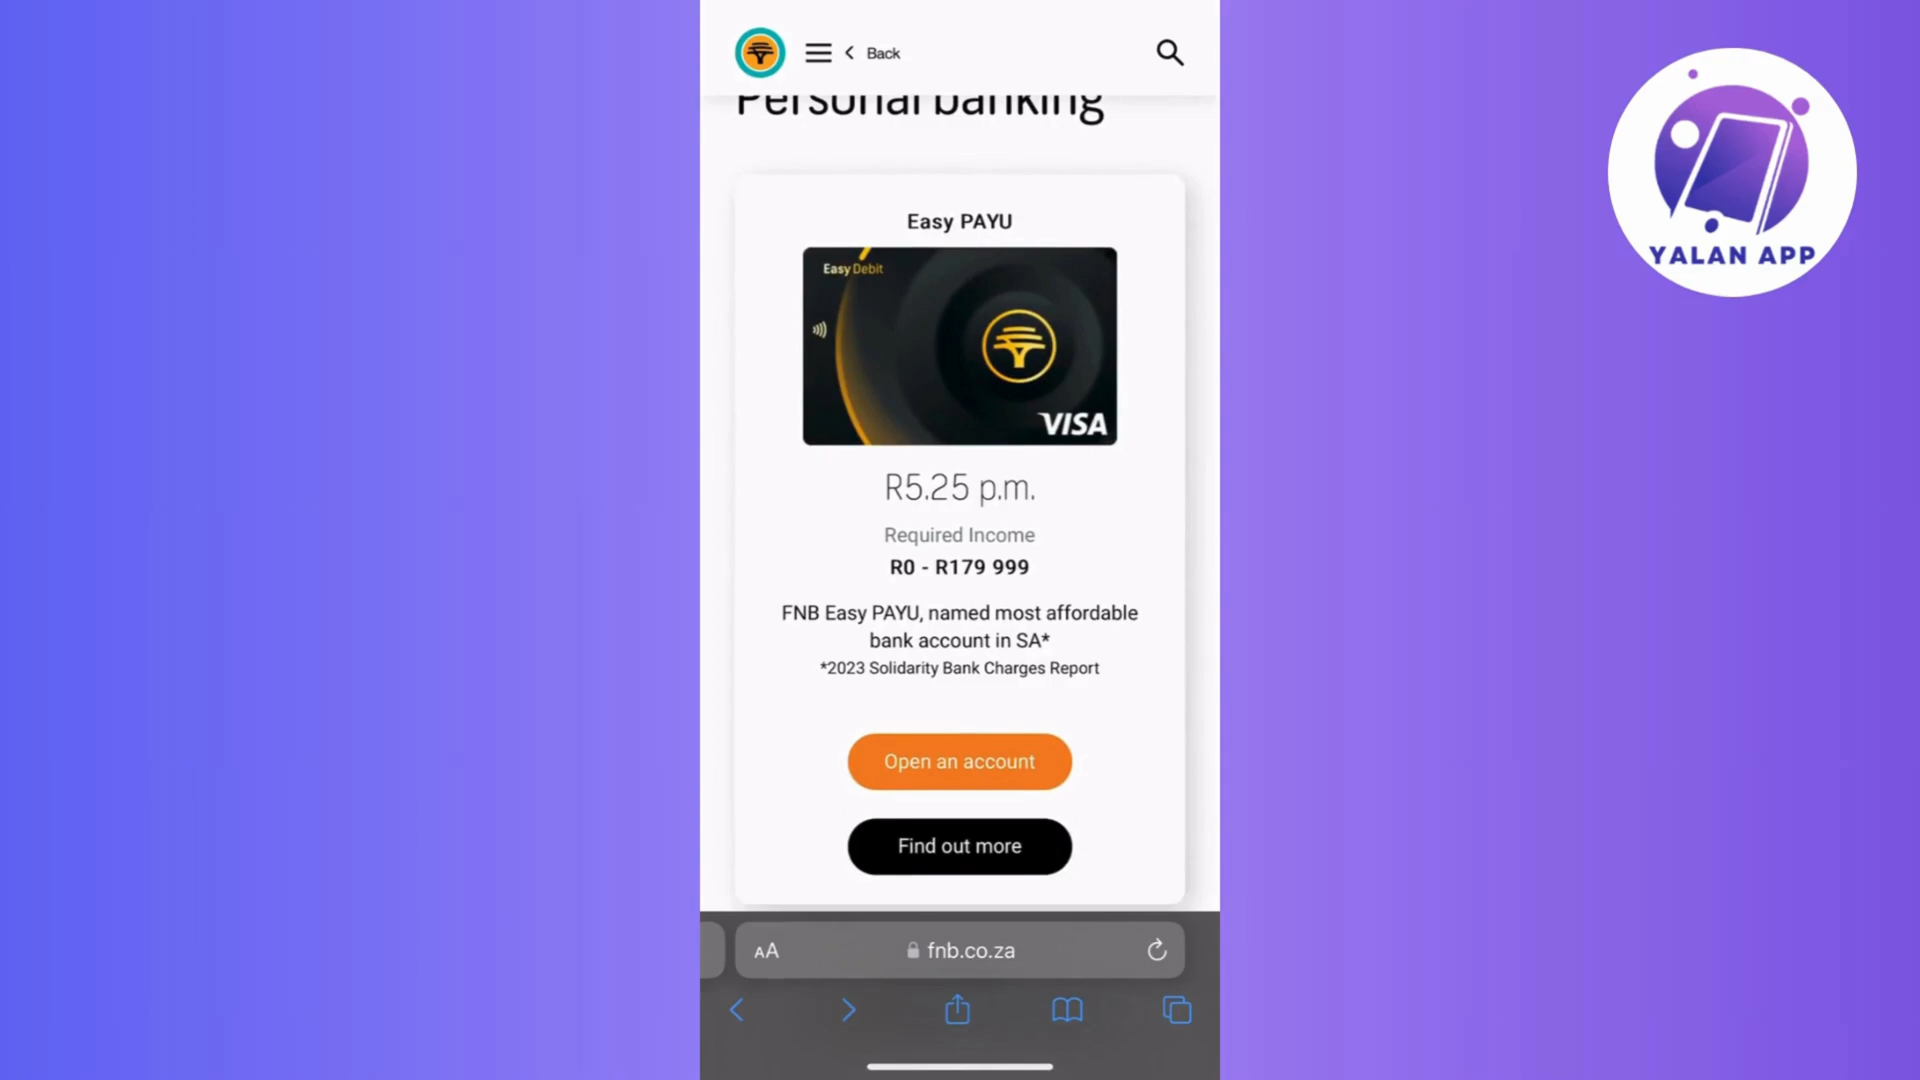 Back
Personal banking
Easy PAYU
Easy Debit
VISA
R5.25 p.m.
Required Income
R0 - R179 999
FNB Easy PAYU, named most affordable
bank account in SA*
*2023 Solidarity Bank Charges Report
Open an account
Find out more
AA
fnb.co.za
YALAN APP